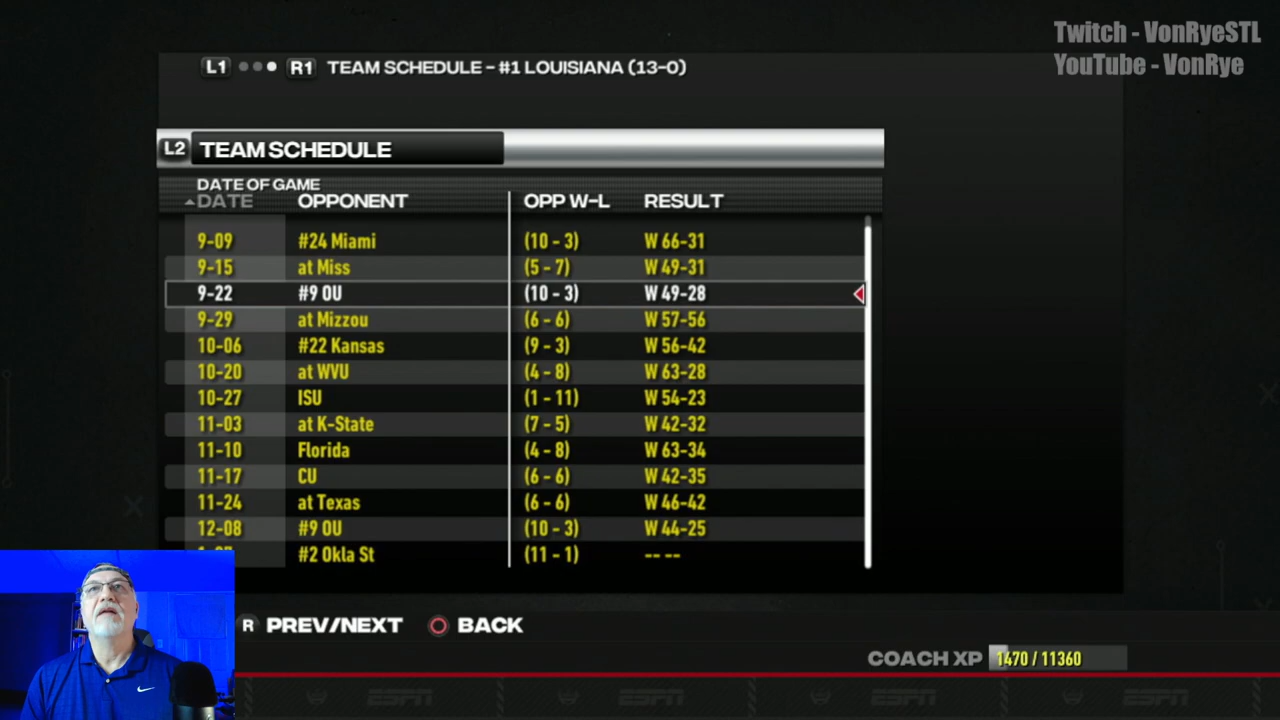 Twitch - VonRyeSTL
YouTube - VonRye
L1 R1 TEAM SCHEDULE - #1 LOUISIANA (13-0)
L2 TEAM SCHEDULE
DATE OF GAME
DATE OPPONENT OPP W-L RESULT
9-09 #24 Miami (10 - 3) W 66-31
9-15 at Miss (5 - 7) W 49-31
9-22 #9 OU (10 - 3) W 49-28
9-29 at Mizzou (6 - 6) W 57-56
10-06 #22 Kansas (9 - 3) W 56-42
10-20 at WVU (4 - 8) W 63-28
10-27 ISU (1 - 11) W 54-23
11-03 at K-State (7 - 5) W 42-32
11-10 Florida (4 - 8) W 63-34
11-17 CU (6 - 6) W 42-35
11-24 at Texas (6 - 6) W 46-42
12-08 #9 OU (10 - 3) W 44-25
#2 Okla St (11 - 1) -- --
R PREV/NEXT BACK
COACH XP 1470 / 11360
ESPN ESPN ESPN ESPN